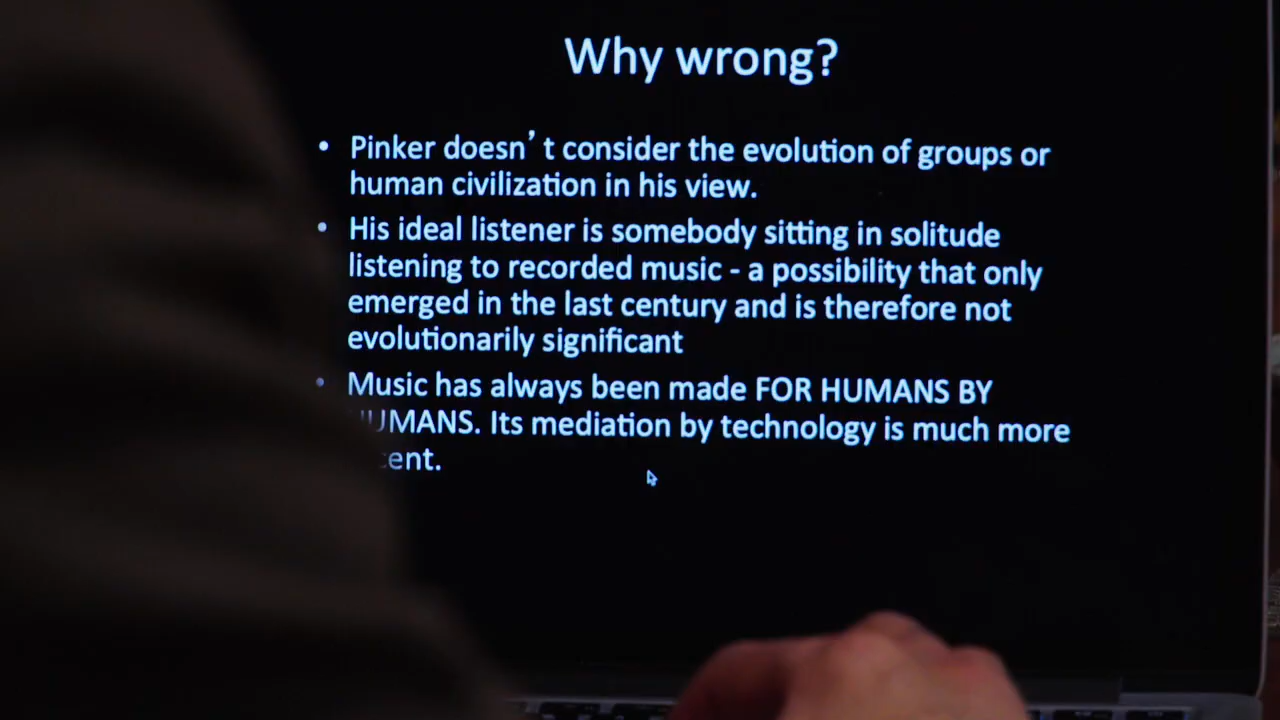 Why wrong?
• Pinker doesn’t consider the evolution of groups or
human civilization in his view.
• His ideal listener is somebody sitting in solitude
listening to recorded music - a possibility that only
emerged in the last century and is therefore not
evolutionarily significant
• Music has always been made FOR HUMANS BY
HUMANS. Its mediation by technology is much more